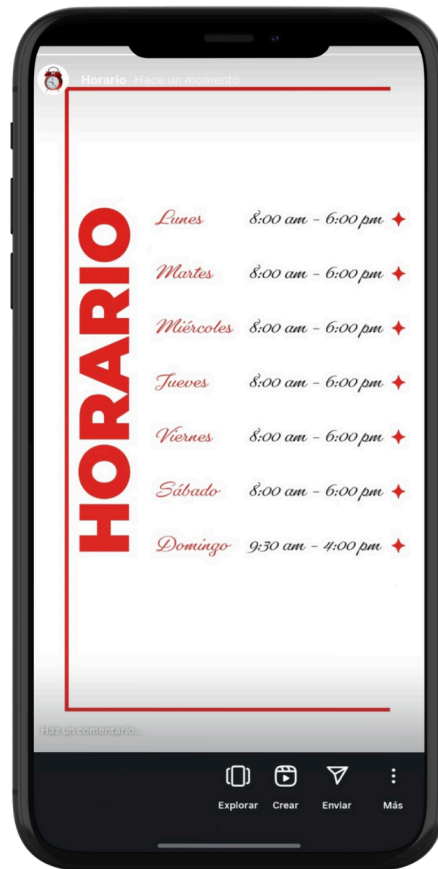 Horario Hace un momento
HORARIO
Lunes 8:00 am - 6:00 pm
Martes 8:00 am - 6:00 pm
Miércoles 8:00 am - 6:00 pm
Jueves 8:00 am - 6:00 pm
Viernes 8:00 am - 6:00 pm
Sábado 8:00 am - 6:00 pm
Domingo 9:30 am - 4:00 pm
Haz un comentario...
Explorar Crear Enviar Más